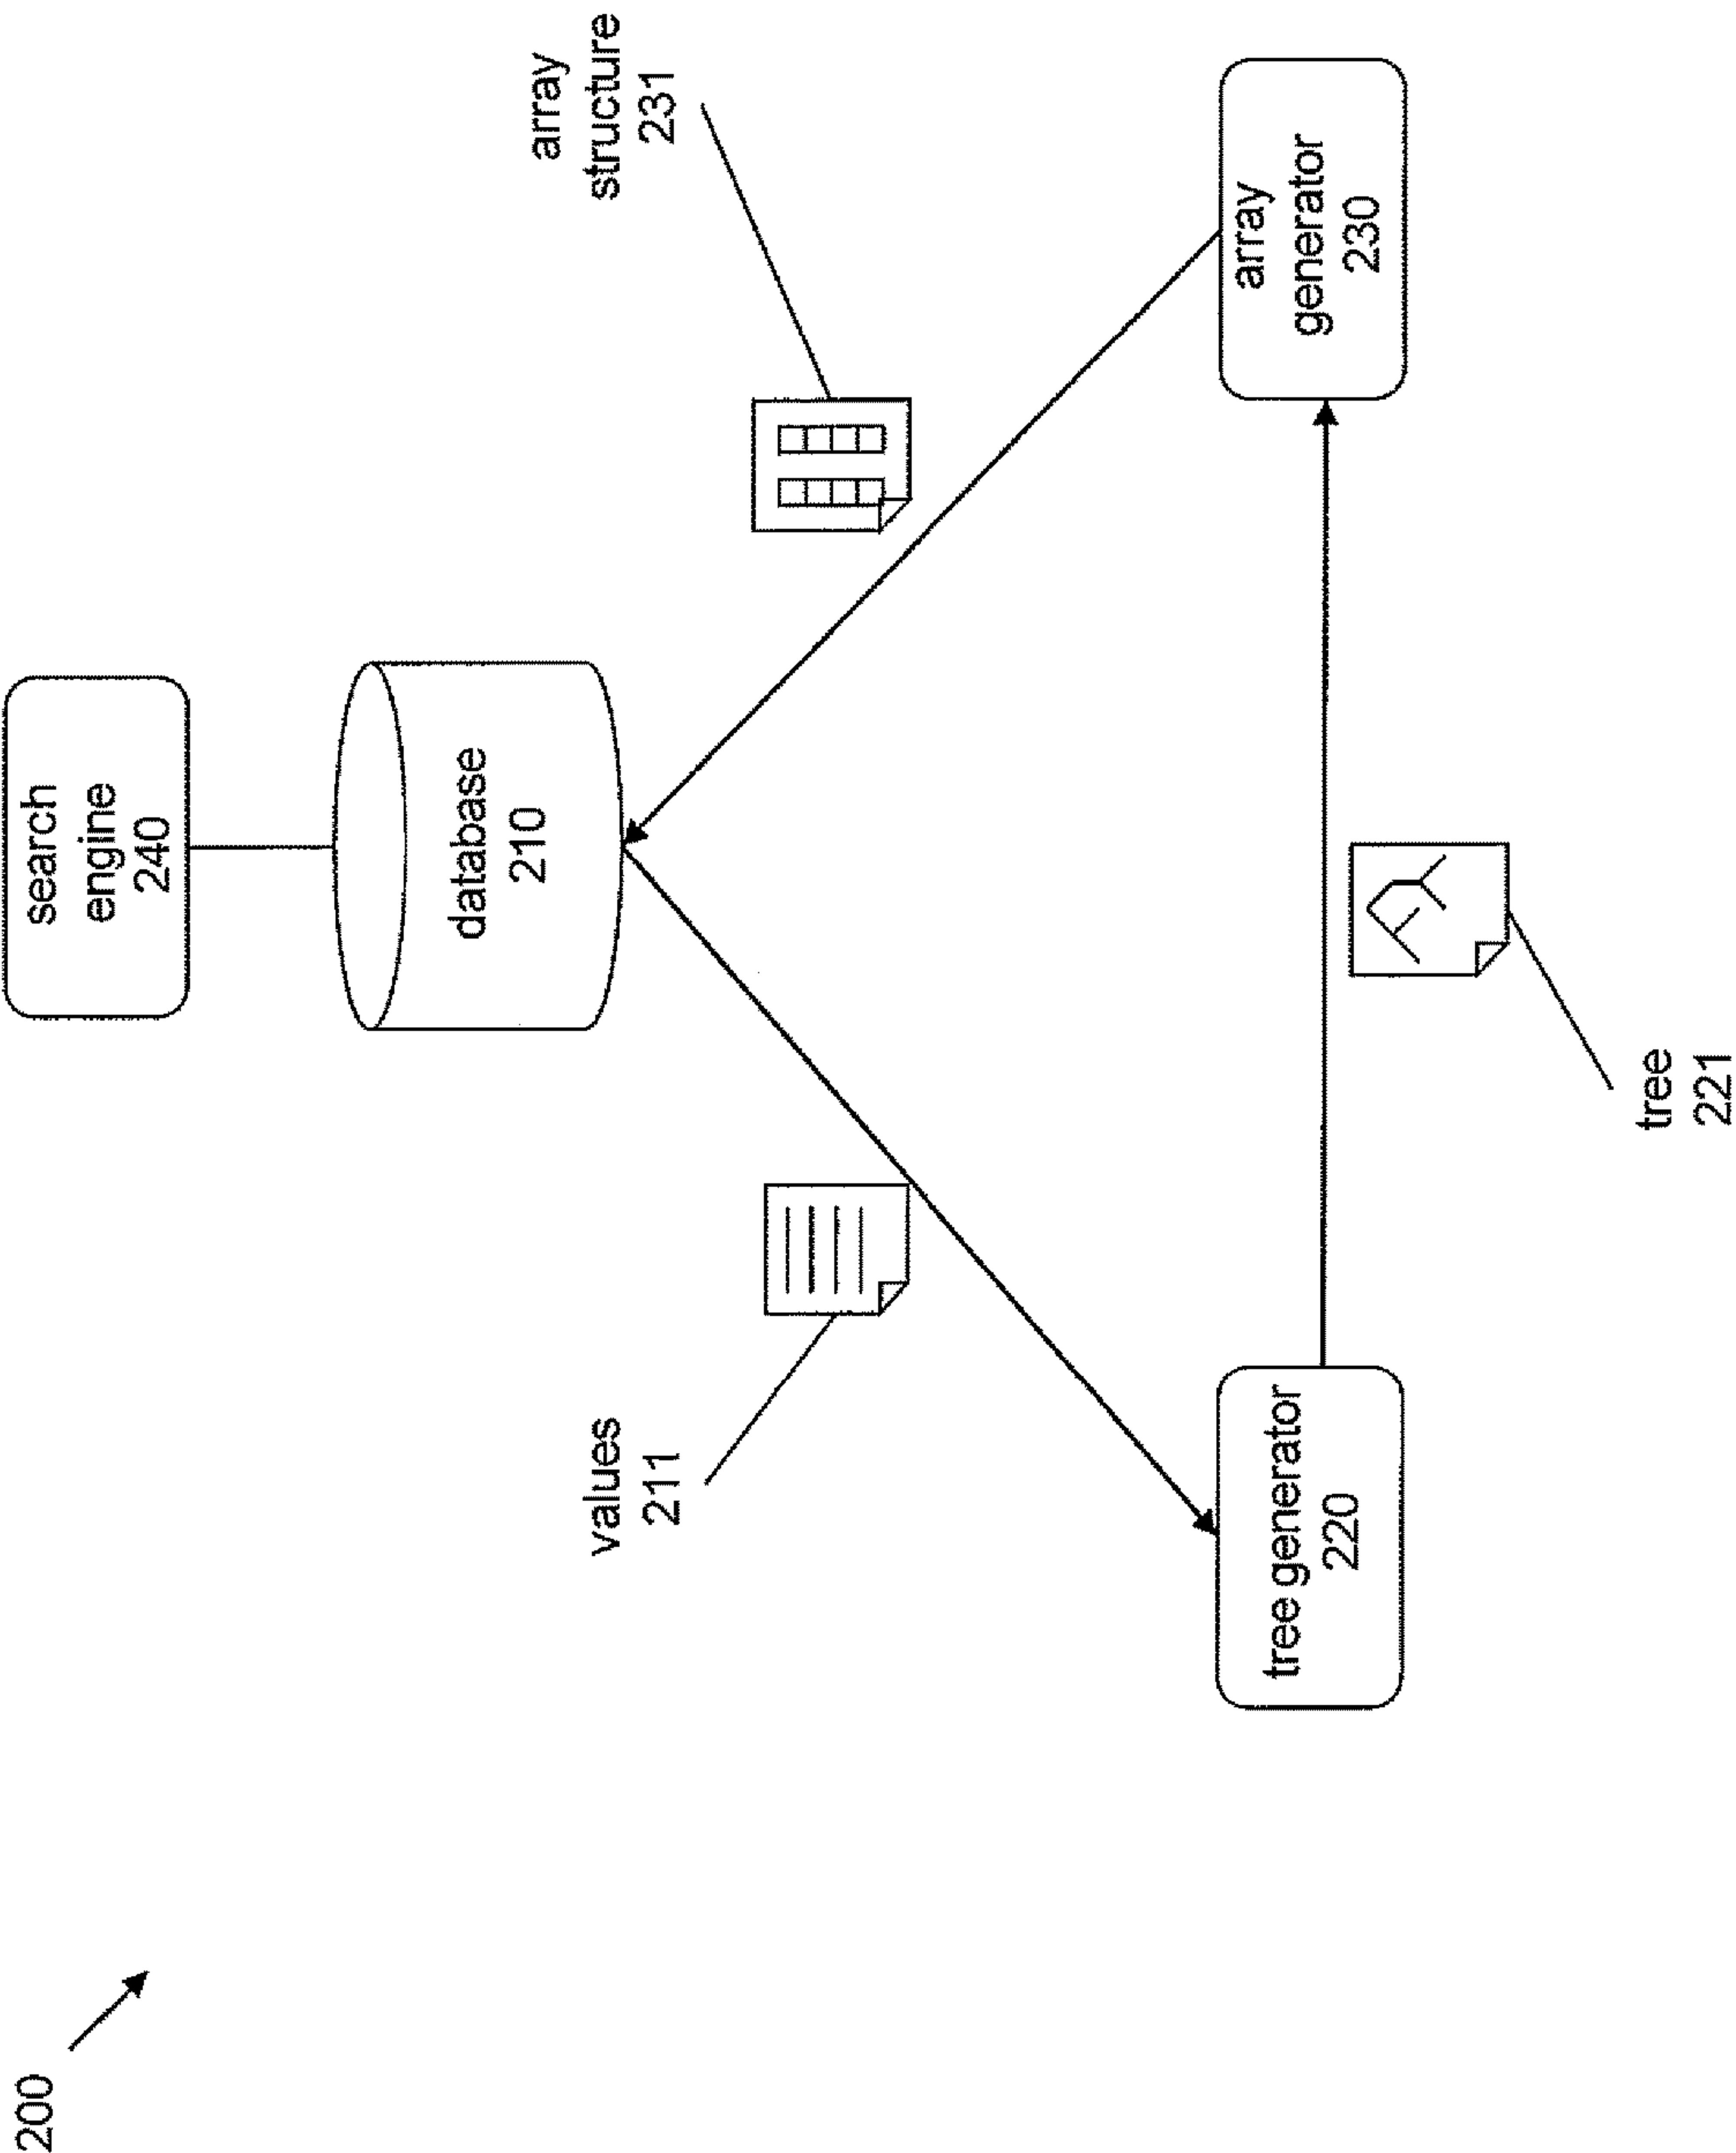 200
search
engine
240
database
210
values
211
array
structure
231
tree generator
220
array
generator
230
tree
221